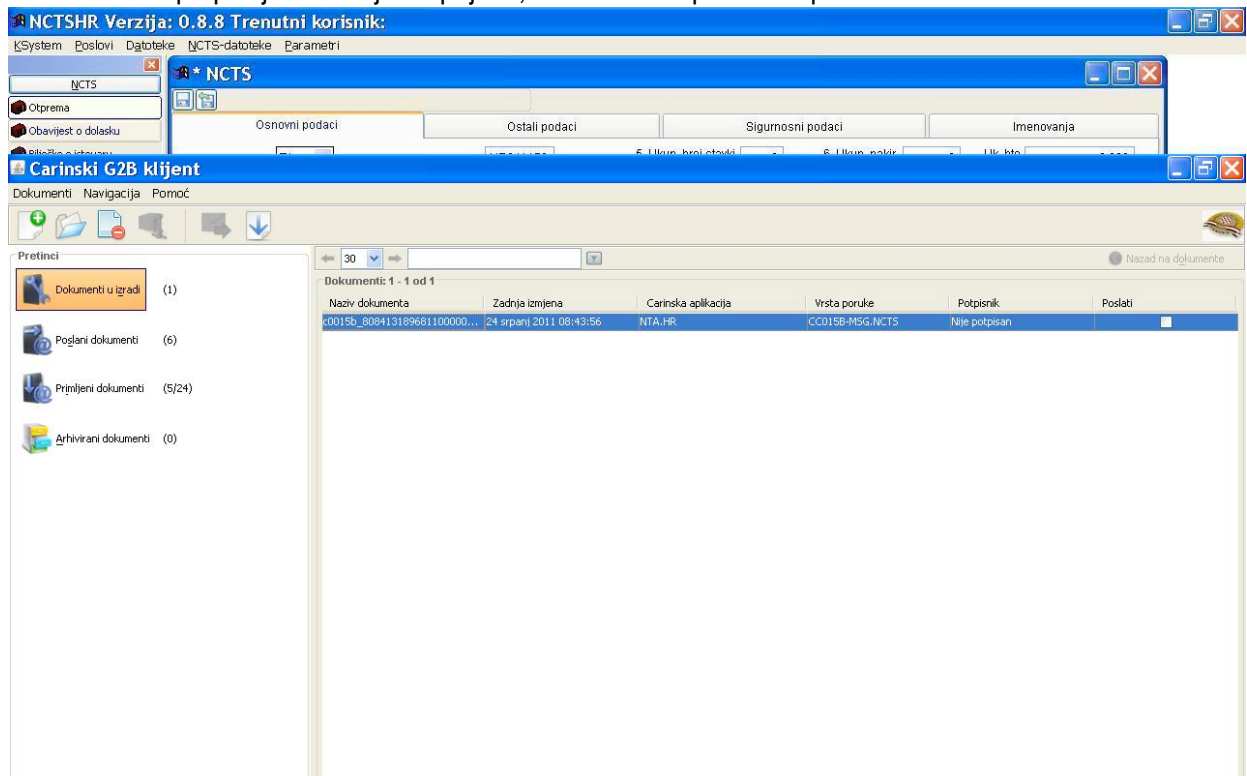 NCTSHR Verzija: 0.8.8 Trenutni korisnik:
KSystem Poslovi Datoteke NCTS-datoteke Parametri
* NCTS
NCTS
Otprema
Obavijest o dolasku
Osnovni podaci Ostali podaci Sigurnosni podaci Imenovanja
Carinski G2B klijent
Dokumenti Navigacija Pomoć
Pretinci
30
Nazad na dokumente
Dokumenti u izradi (1)
Poslani dokumenti (6)
Primljeni dokumenti (5/24)
Arhivirani dokumenti (0)
Dokumenti: 1 - 1 od 1
Naziv dokumenta Zadnja izmjena Carinska aplikacija Vrsta poruke Potpisnik Poslati
c0015b_808413189681100000... 24 srpanj 2011 08:43:56 NTA.HR CC015B-MSG.NCTS Nije potpisan